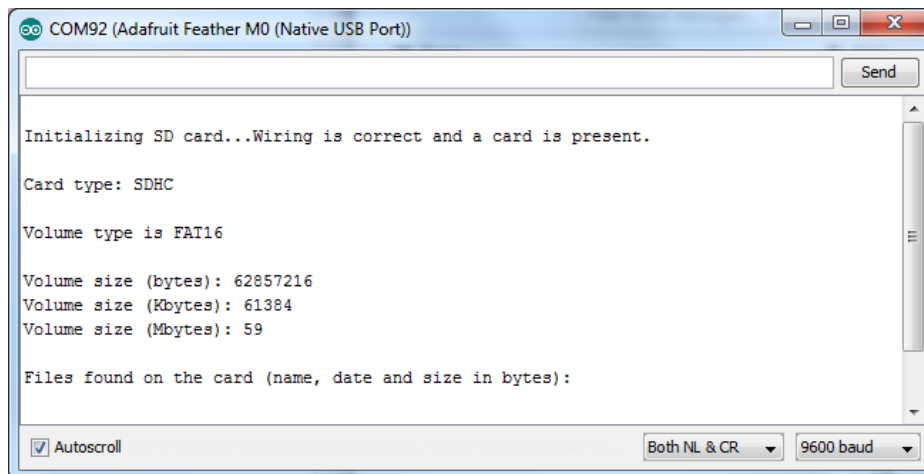 COM92 (Adafruit Feather M0 (Native USB Port))
Send
Initializing SD card...Wiring is correct and a card is present.
Card type: SDHC
Volume type is FAT16
Volume size (bytes): 62857216
Volume size (Kbytes): 61384
Volume size (Mbytes): 59
Files found on the card (name, date and size in bytes):
Autoscroll
Both NL & CR
9600 baud